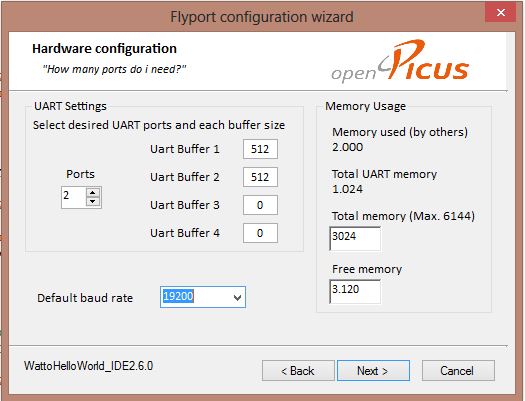 Flyport configuration wizard
Hardware configuration
"How many ports do i need?"
openPicus
UART Settings
Select desired UART ports and each buffer size
Ports
2
Uart Buffer 1 512
Uart Buffer 2 512
Uart Buffer 3 0
Uart Buffer 4 0
Default baud rate 19200
Memory Usage
Memory used (by others)
2.000
Total UART memory
1.024
Total memory (Max. 6144)
3024
Free memory
3.120
WattoHelloWorld_IDE2.6.0
< Back
Next >
Cancel